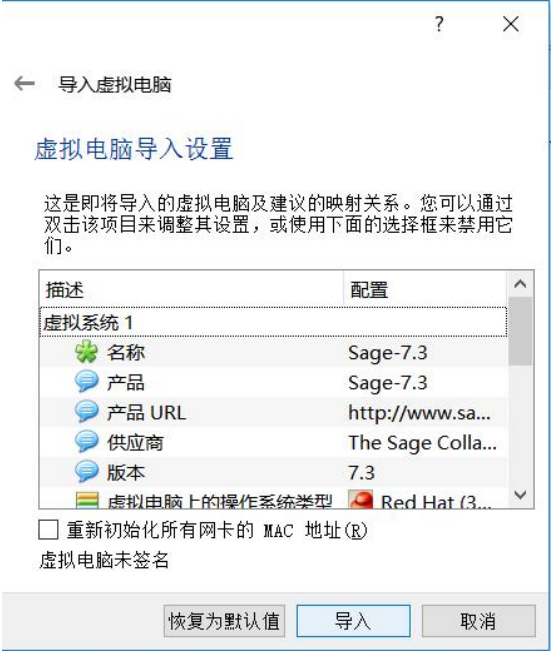 ?
导入虚拟电脑
虚拟电脑导入设置
这是即将导入的虚拟电脑及建议的映射关系。您可以通过
双击该项目来调整其设置，或使用下面的选择框来禁用它
们。
描述 配置
虚拟系统 1
名称 Sage-7.3
产品 Sage-7.3
产品 URL http://www.sa...
供应商 The Sage Colla...
版本 7.3
虚拟电脑上的操作系统类型 Red Hat (3...
重新初始化所有网卡的 MAC 地址(R)
虚拟电脑未签名
恢复为默认值 导入 取消